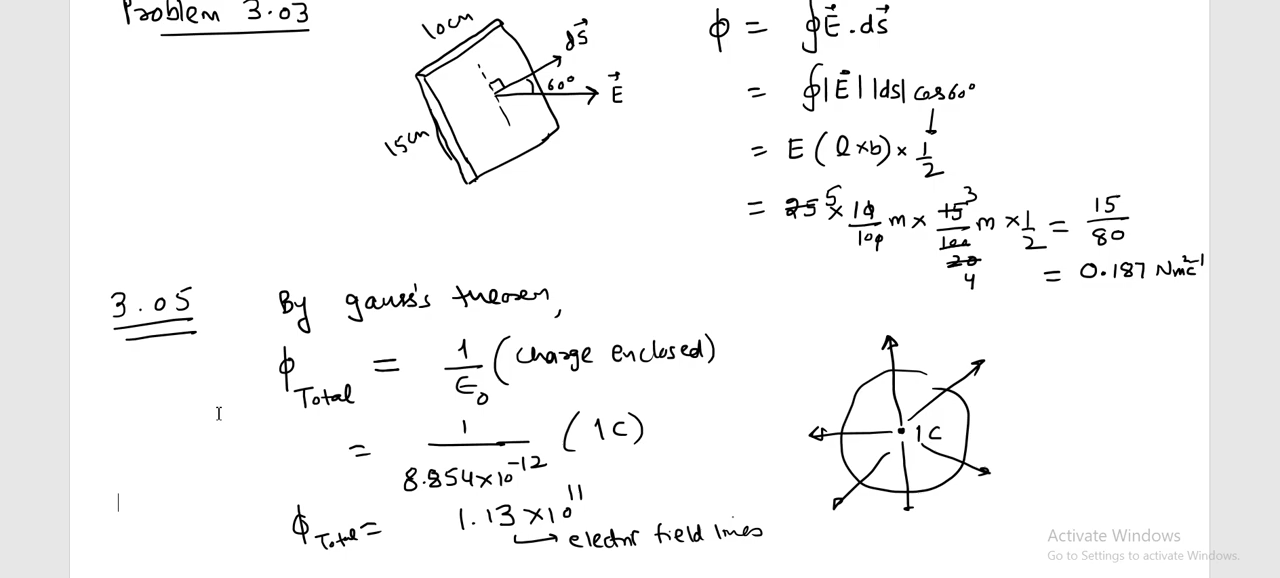 Problem 3.03
10cm
15cm
ds⃗
60°
E⃗
ϕ = ∮E⃗.ds⃗
= ∮|E⃗| |ds| cos60°
= E (l×b) × 1/2
= 25 5 × 10/100 m × 15 3/100 20 4 m × 1/2 = 15/80
= 0.187 Nm²c⁻¹
3.05 By gauss's theorem,
ϕTotal = 1/ϵ₀ (charge enclosed)
= 1/8.854×10⁻¹² (1C)
ϕTotal = 1.13 × 10¹¹
→ electric field lines
1C
Activate Windows
Go to Settings to activate Windows.